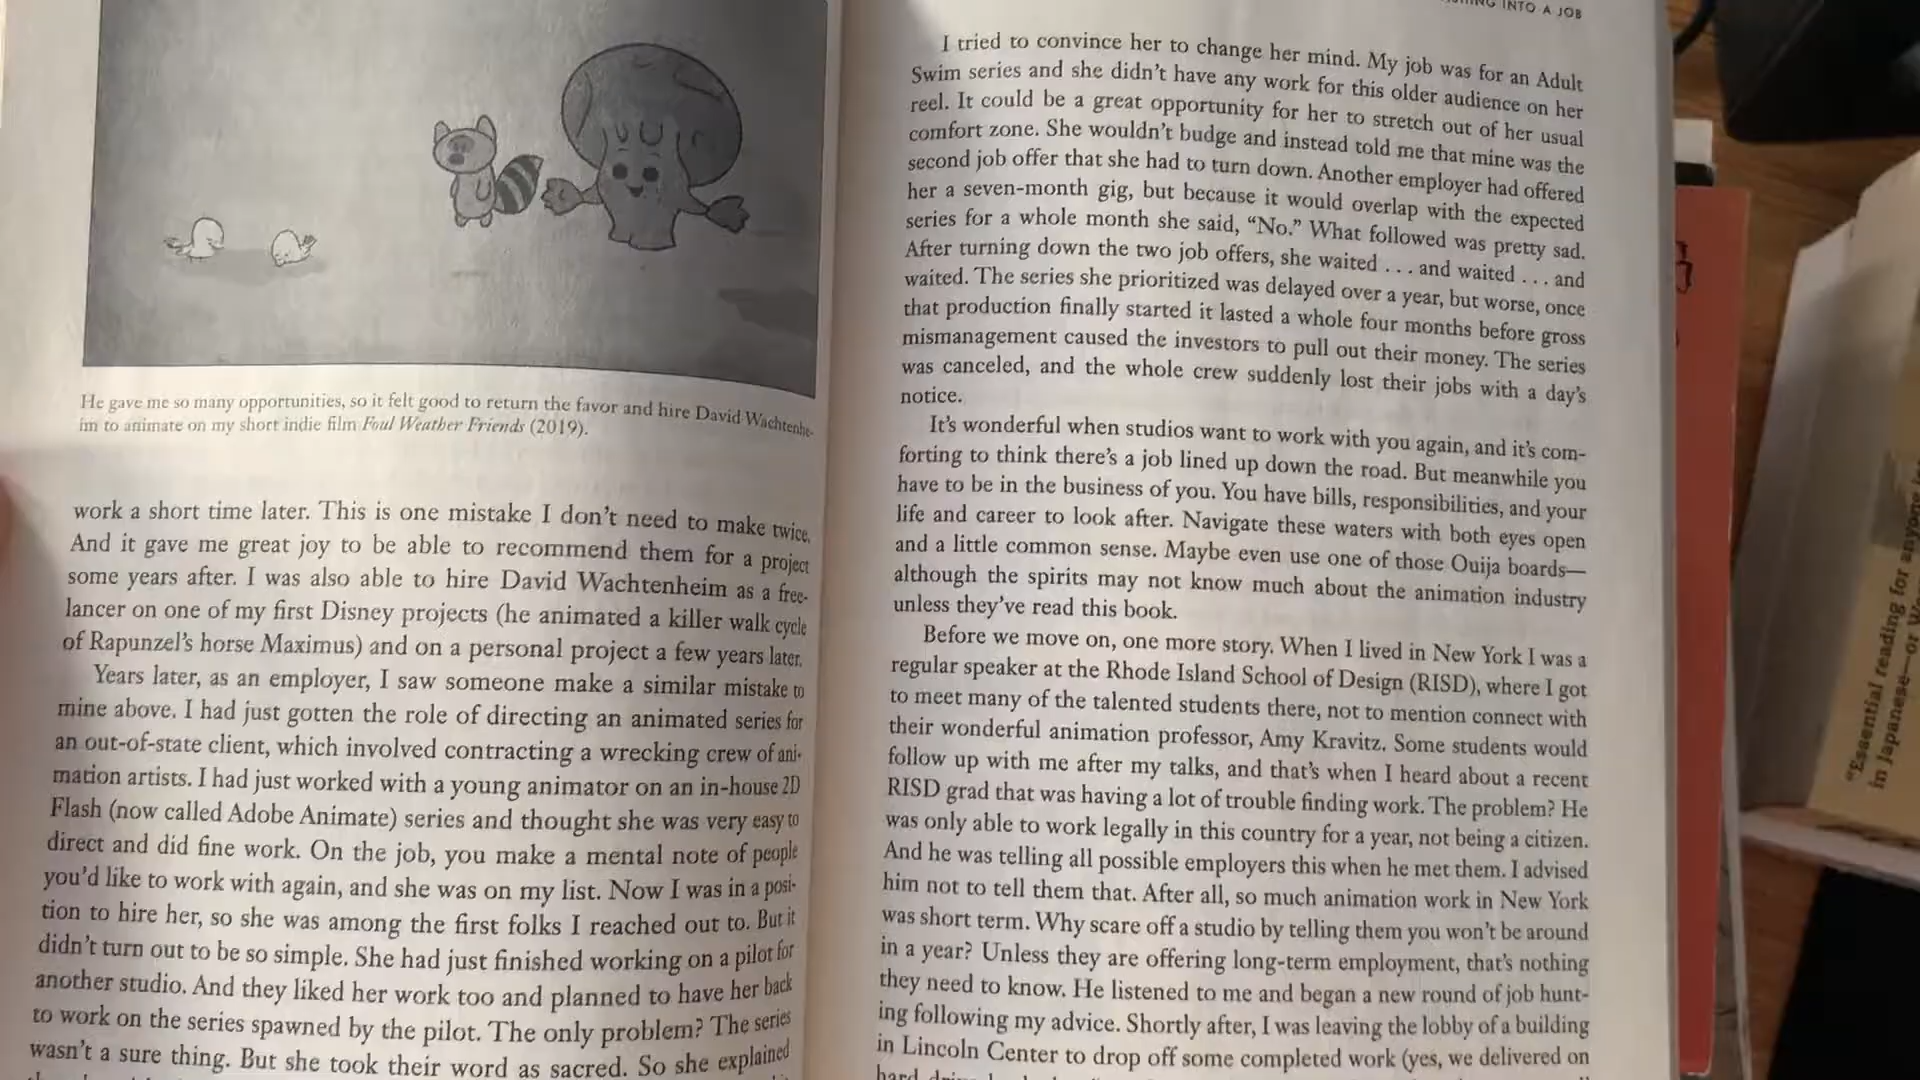 He gave me so many opportunities, so it felt good to return the favor and hire David Wachtenhe-
im to animate on my short indie film Foul Weather Friends (2019).
work a short time later. This is one mistake I don't need to make twice.
And it gave me great joy to be able to recommend them for a project
some years after. I was also able to hire David Wachtenheim as a free-
lancer on one of my first Disney projects (he animated a killer walk cycle
of Rapunzel's horse Maximus) and on a personal project a few years later.
Years later, as an employer, I saw someone make a similar mistake to
mine above. I had just gotten the role of directing an animated series for
an out-of-state client, which involved contracting a wrecking crew of ani-
mation artists. I had just worked with a young animator on an in-house 2D
Flash (now called Adobe Animate) series and thought she was very easy to
direct and did fine work. On the job, you make a mental note of people
you'd like to work with again, and she was on my list. Now I was in a posi-
tion to hire her, so she was among the first folks I reached out to. But it
didn't turn out to be so simple. She had just finished working on a pilot for
another studio. And they liked her work too and planned to have her back
to work on the series spawned by the pilot. The only problem? The series
wasn't a sure thing. But she took their word as sacred. So she explained
INTO A JOB
I tried to convince her to change her mind. My job was for an Adult
Swim series and she didn't have any work for this older audience on her
reel. It could be a great opportunity for her to stretch out of her usual
comfort zone. She wouldn't budge and instead told me that mine was the
second job offer that she had to turn down. Another employer had offered
her a seven-month gig, but because it would overlap with the expected
series for a whole month she said, “No.” What followed was pretty sad.
After turning down the two job offers, she waited . . . and waited . . . and
waited. The series she prioritized was delayed over a year, but worse, once
that production finally started it lasted a whole four months before gross
mismanagement caused the investors to pull out their money. The series
was canceled, and the whole crew suddenly lost their jobs with a day's
notice.
It's wonderful when studios want to work with you again, and it's com-
forting to think there's a job lined up down the road. But meanwhile you
have to be in the business of you. You have bills, responsibilities, and your
life and career to look after. Navigate these waters with both eyes open
and a little common sense. Maybe even use one of those Ouija boards—
although the spirits may not know much about the animation industry
unless they've read this book.
Before we move on, one more story. When I lived in New York I was a
regular speaker at the Rhode Island School of Design (RISD), where I got
to meet many of the talented students there, not to mention connect with
their wonderful animation professor, Amy Kravitz. Some students would
follow up with me after my talks, and that's when I heard about a recent
RISD grad that was having a lot of trouble finding work. The problem? He
was only able to work legally in this country for a year, not being a citizen.
And he was telling all possible employers this when he met them. I advised
him not to tell them that. After all, so much animation work in New York
was short term. Why scare off a studio by telling them you won't be around
in a year? Unless they are offering long-term employment, that's nothing
they need to know. He listened to me and began a new round of job hunt-
ing following my advice. Shortly after, I was leaving the lobby of a building
in Lincoln Center to drop off some completed work (yes, we delivered on
“Essential reading for anyone
in Japanese—or